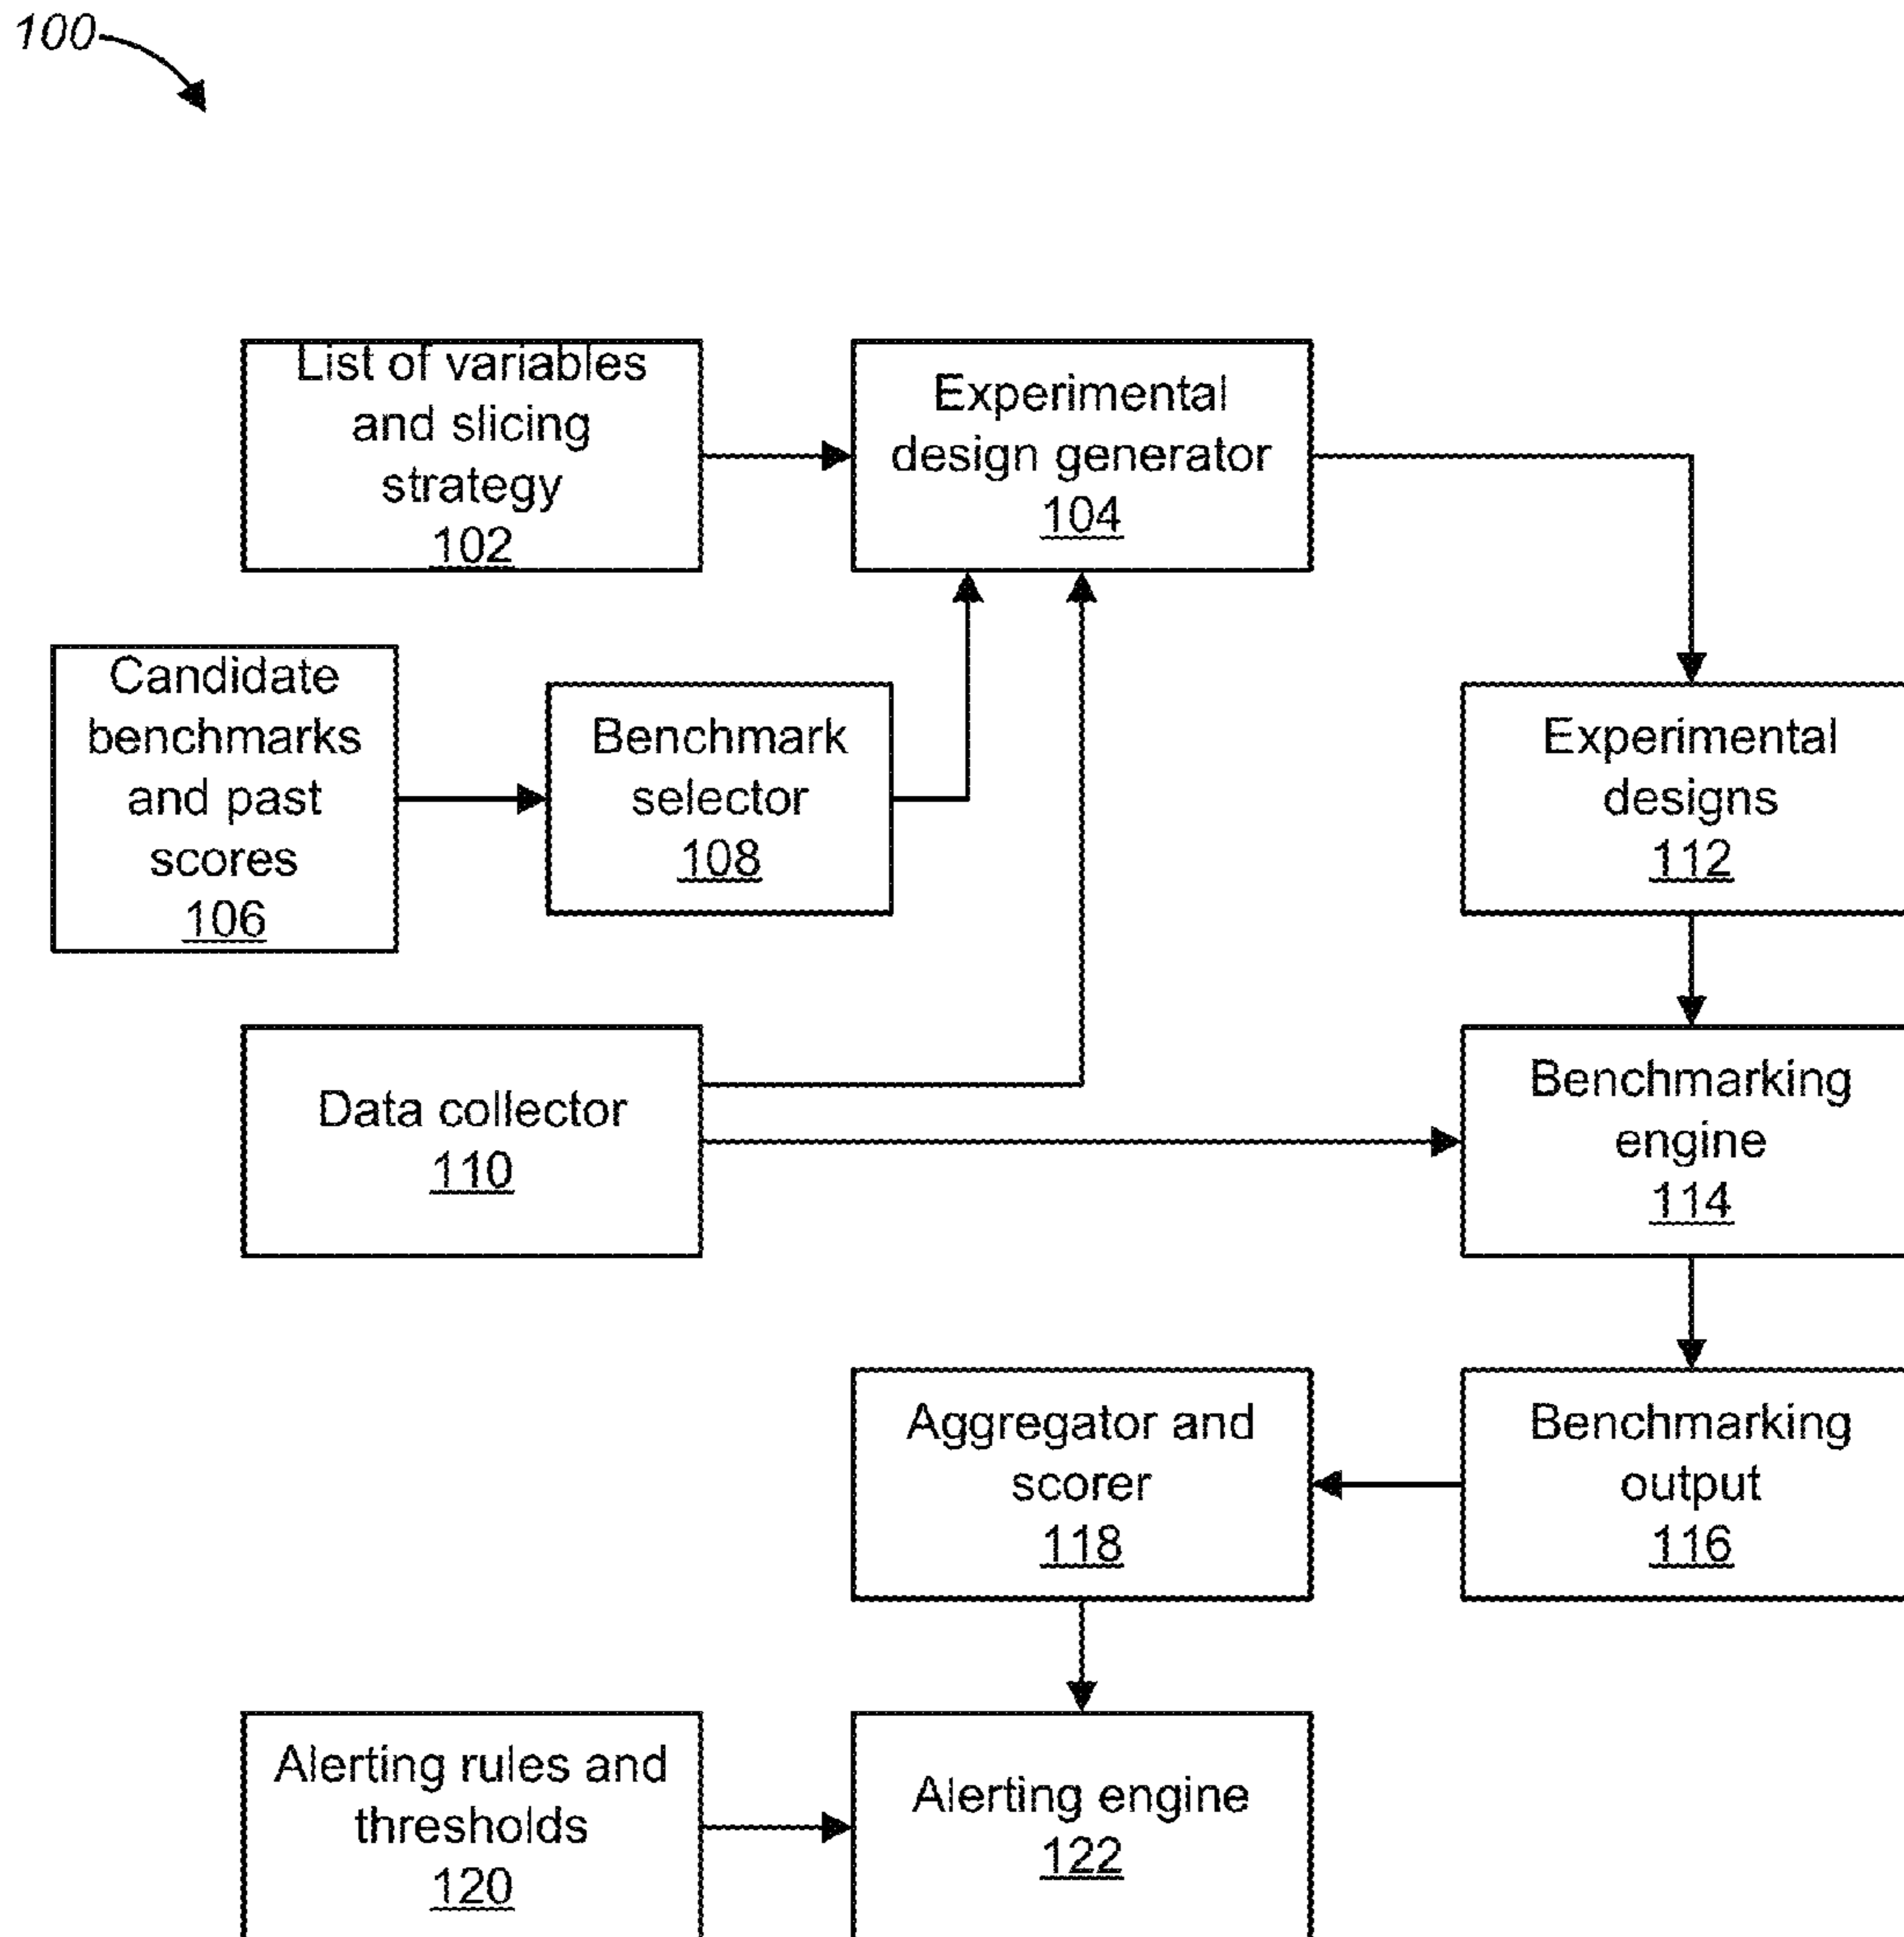 100
List of variables
and slicing
strategy
102
Experimental
design generator
104
Candidate
benchmarks
and past
scores
106
Benchmark
selector
108
Experimental
designs
112
Data collector
110
Benchmarking
engine
114
Aggregator and
scorer
118
Benchmarking
output
116
Alerting rules and
thresholds
120
Alerting engine
122